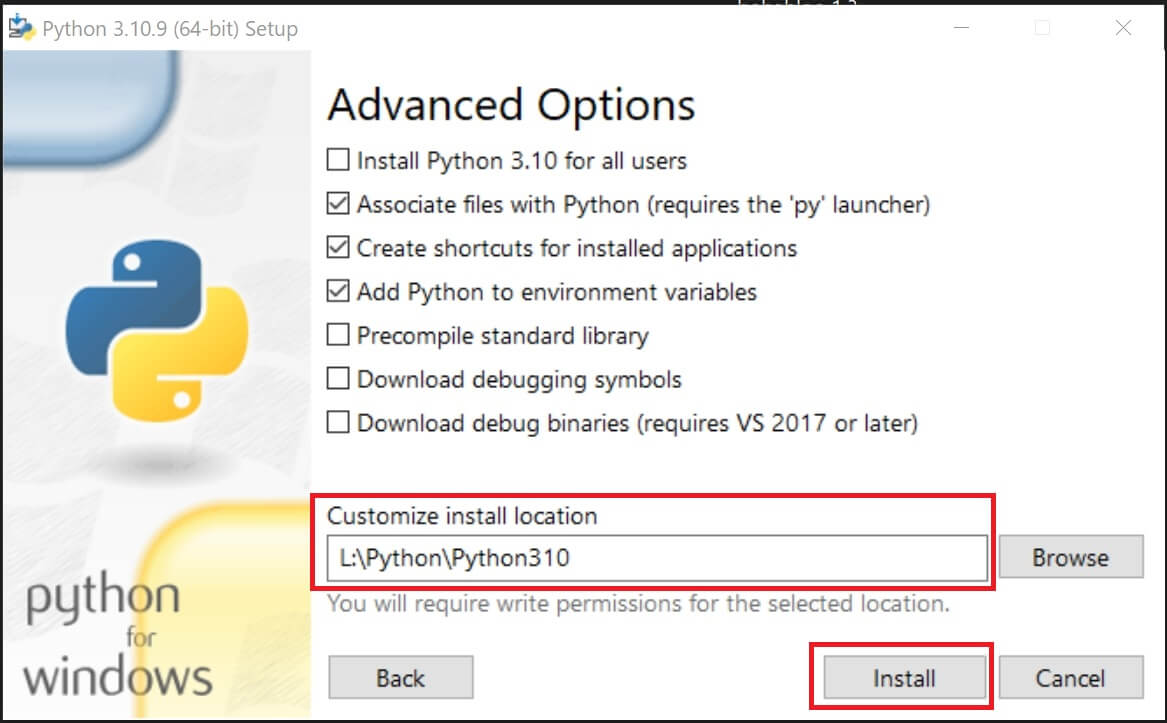 Python 3.10.9 (64-bit) Setup
Advanced Options
Install Python 3.10 for all users
Associate files with Python (requires the 'py' launcher)
Create shortcuts for installed applications
Add Python to environment variables
Precompile standard library
Download debugging symbols
Download debug binaries (requires VS 2017 or later)
Customize install location
L:\Python\Python310
Browse
You will require write permissions for the selected location.
python
for
windows
Back
Install
Cancel